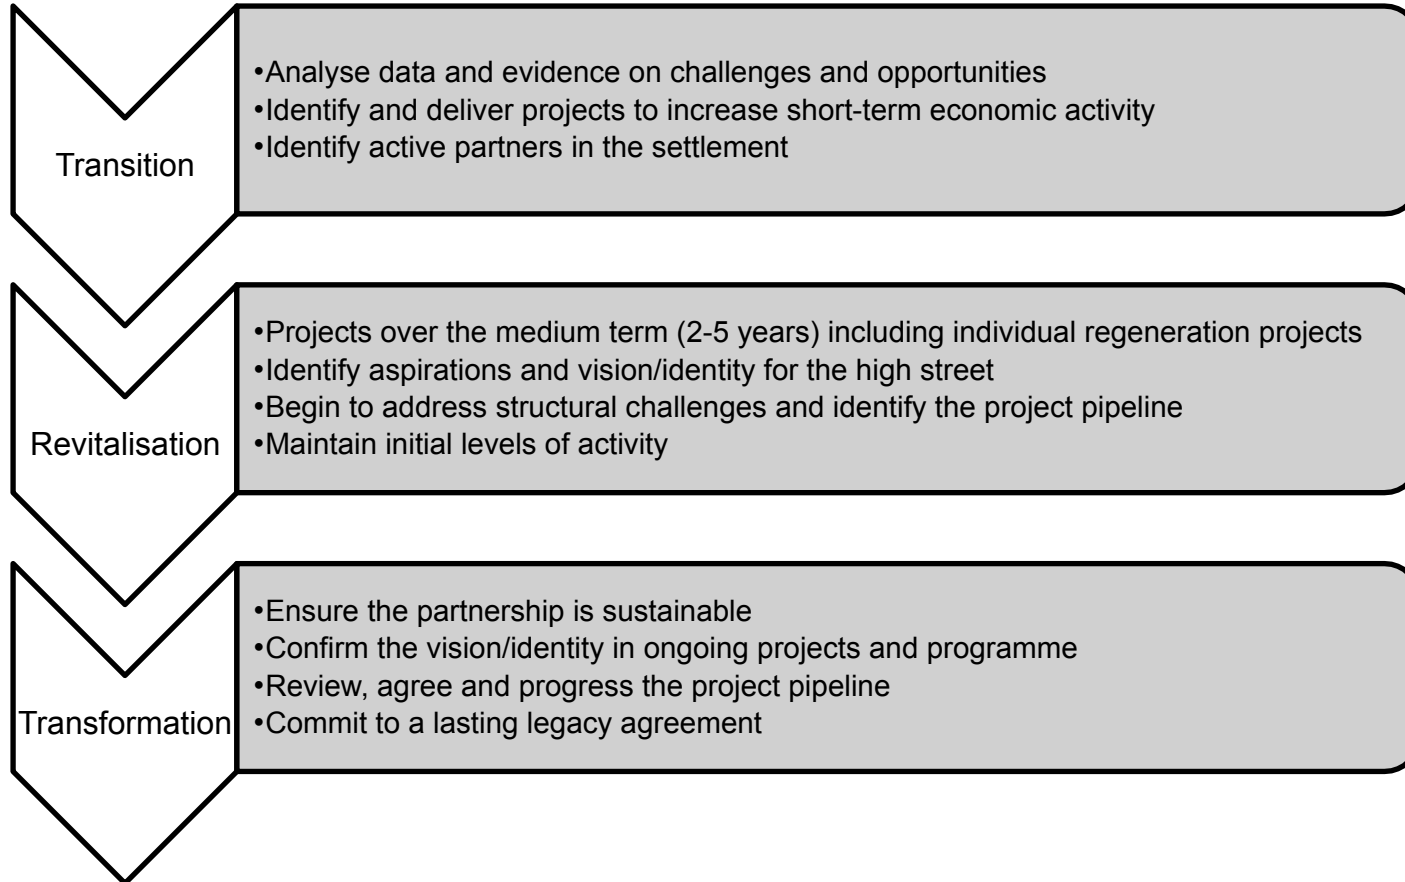 Transition
•Analyse data and evidence on challenges and opportunities
•Identify and deliver projects to increase short-term economic activity
•Identify active partners in the settlement
Revitalisation
•Projects over the medium term (2-5 years) including individual regeneration projects
•Identify aspirations and vision/identity for the high street
•Begin to address structural challenges and identify the project pipeline
•Maintain initial levels of activity
Transformation
•Ensure the partnership is sustainable
•Confirm the vision/identity in ongoing projects and programme
•Review, agree and progress the project pipeline
•Commit to a lasting legacy agreement